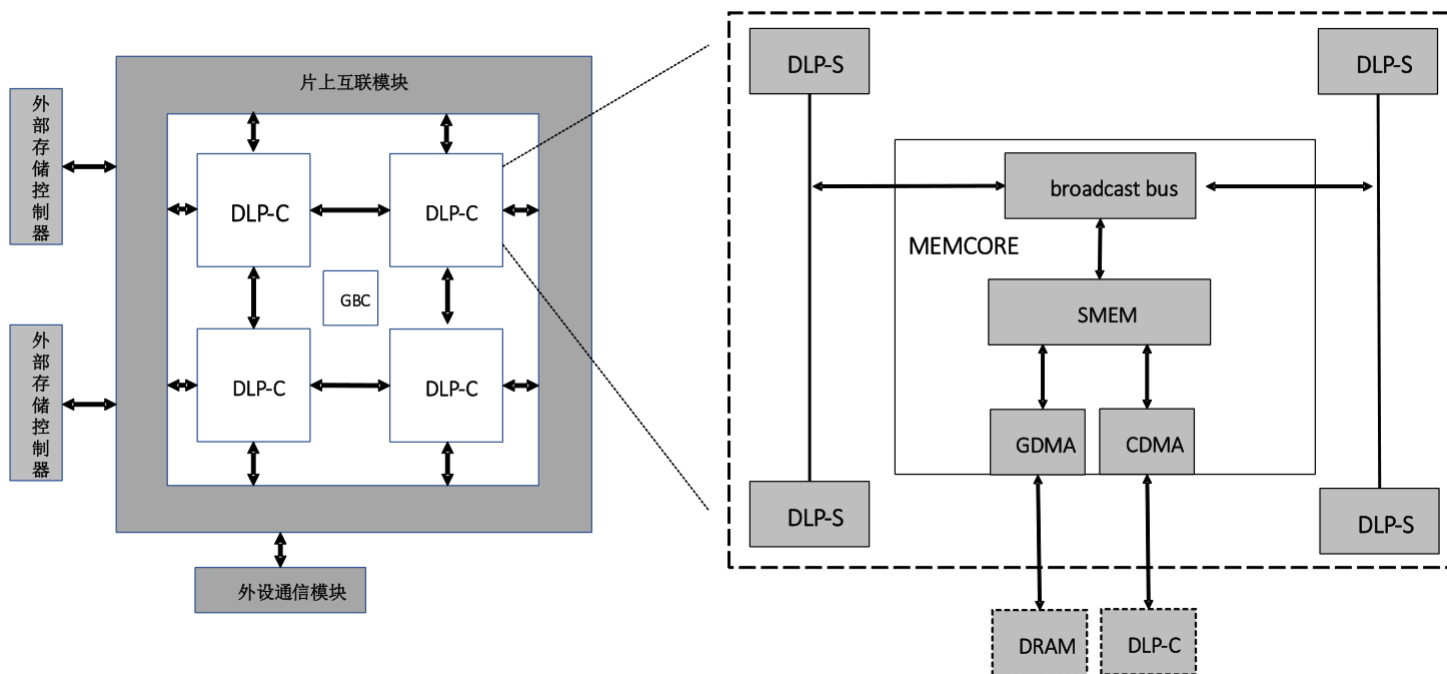 片上互联模块
外部存储控制器
外部存储控制器
DLP-C
DLP-C
GBC
DLP-C
DLP-C
外设通信模块
DLP-S
DLP-S
broadcast bus
MEMCORE
SMEM
GDMA
CDMA
DLP-S
DLP-S
DRAM
DLP-C